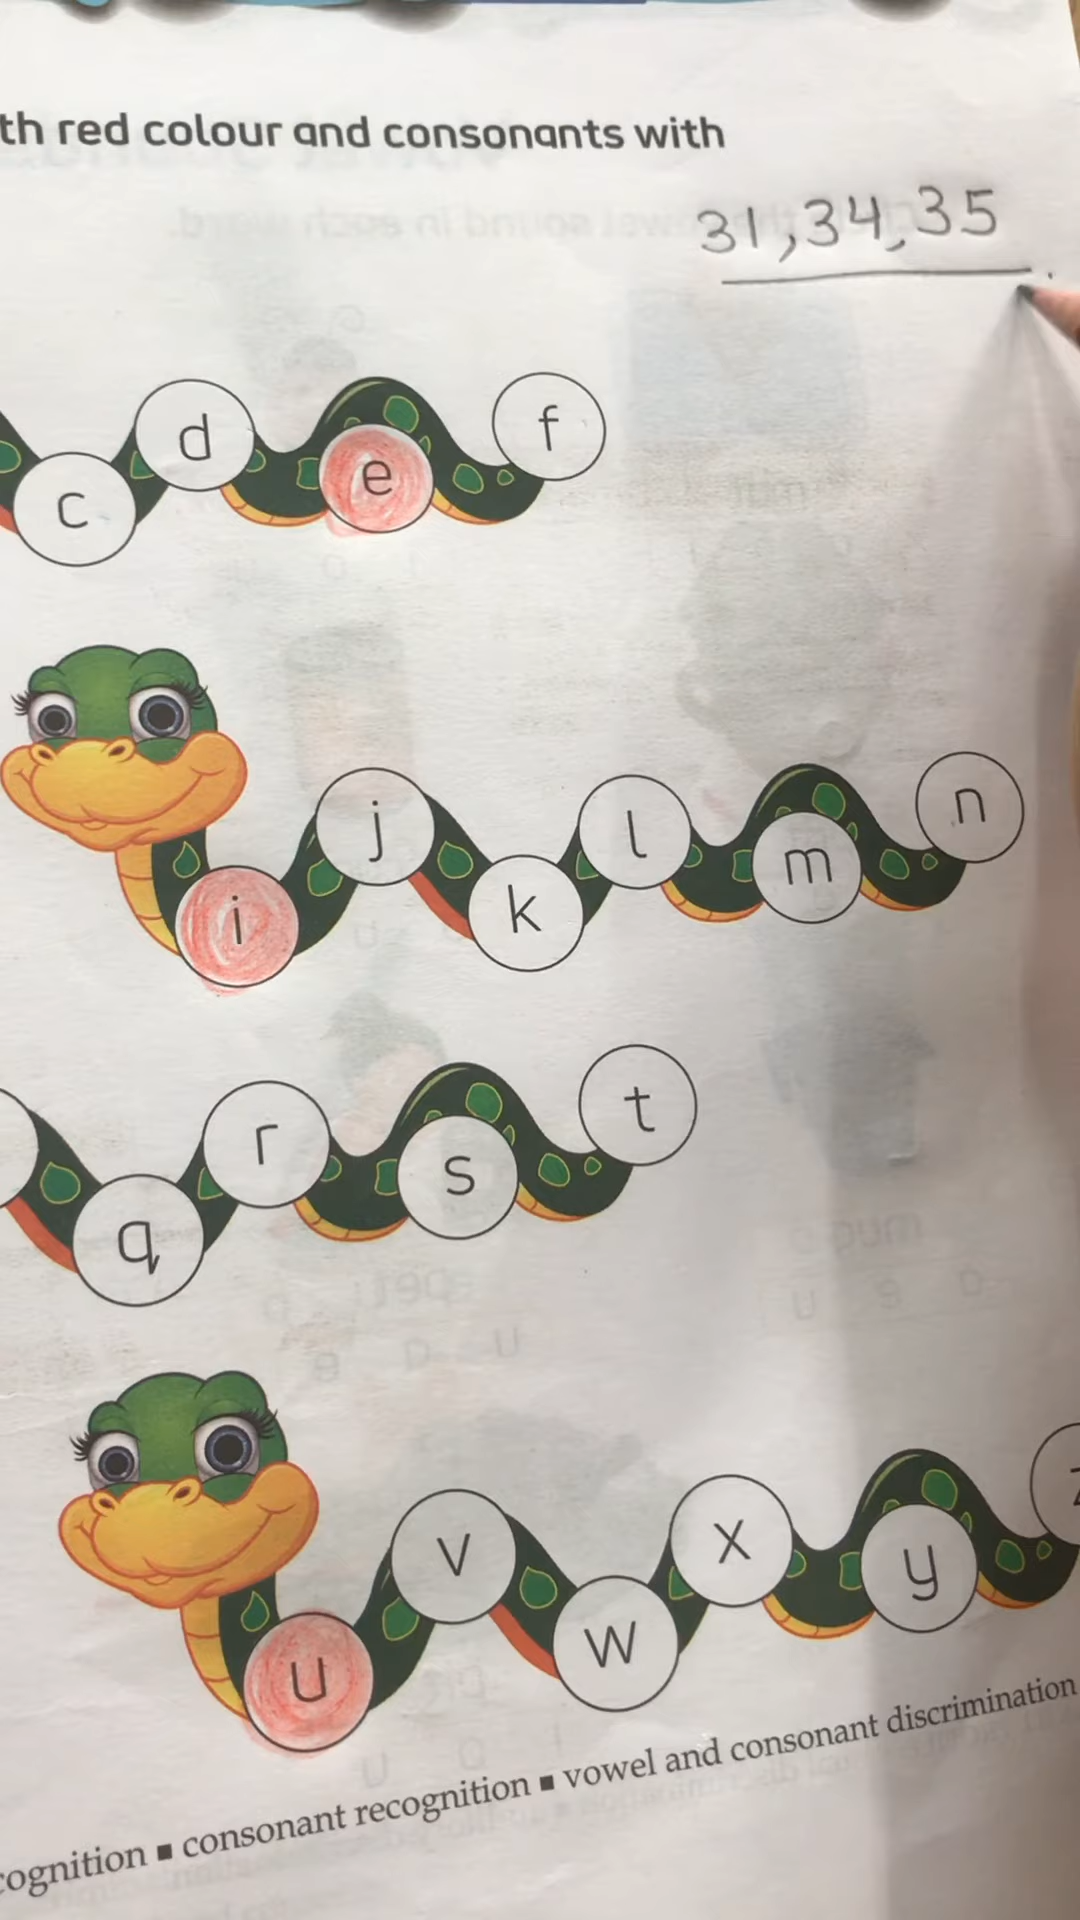 th red colour and consonants with
31,34,35
c d e f
i j k l m n
q r s t
u v w x y z
cognition ▪ consonant recognition ▪ vowel and consonant discrimination